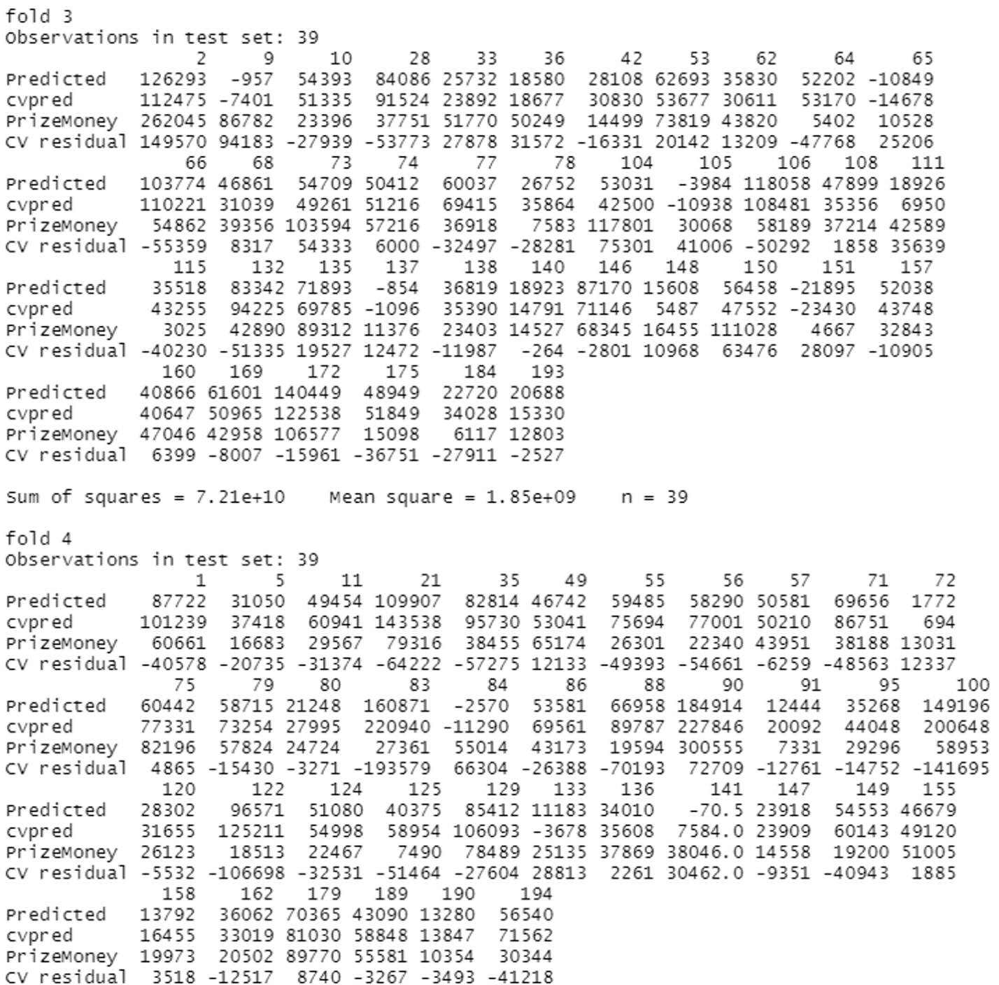 fold 3
Observations in test set: 39
2 9 10 28 33 36 42 53 62 64 65
Predicted 126293 -957 54393 84086 25732 18580 28108 62693 35830 52202 -10849
cvpred 112475 -7401 51335 91524 23892 18677 30830 53677 30611 53170 -14678
PrizeMoney 262045 86782 23396 37751 51770 50249 14499 73819 43820 5402 10528
CV residual 149570 94183 -27939 -53773 27878 31572 -16331 20142 13209 -47768 25206
66 68 73 74 77 78 104 105 106 108 111
Predicted 103774 46861 54709 50412 60037 26752 53031 -3984 118058 47899 18926
cvpred 110221 31039 49261 51216 69415 35864 42500 -10938 108481 35356 6950
PrizeMoney 54862 39356 103594 57216 36918 7583 117801 30068 58189 37214 42589
CV residual -55359 8317 54333 6000 -32497 -28281 75301 41006 -50292 1858 35639
115 132 135 137 138 140 146 148 150 151 157
Predicted 35518 83342 71893 -854 36819 18923 87170 15608 56458 -21895 52038
cvpred 43255 94225 69785 -1096 35390 14791 71146 5487 47552 -23430 43748
PrizeMoney 3025 42890 89312 11376 23403 14527 68345 16455 111028 4667 32843
CV residual -40230 -51335 19527 12472 -11987 -264 -2801 10968 63476 28097 -10905
160 169 172 175 184 193
Predicted 40866 61601 140449 48949 22720 20688
cvpred 40647 50965 122538 51849 34028 15330
PrizeMoney 47046 42958 106577 15098 6117 12803
CV residual 6399 -8007 -15961 -36751 -27911 -2527
Sum of squares = 7.21e+10 Mean square = 1.85e+09 n = 39
fold 4
Observations in test set: 39
1 5 11 21 35 49 55 56 57 71 72
Predicted 87722 31050 49454 109907 82814 46742 59485 58290 50581 69656 1772
cvpred 101239 37418 60941 143538 95730 53041 75694 77001 50210 86751 694
PrizeMoney 60661 16683 29567 79316 38455 65174 26301 22340 43951 38188 13031
CV residual -40578 -20735 -31374 -64222 -57275 12133 -49393 -54661 -6259 -48563 12337
75 79 80 83 84 86 88 90 91 95 100
Predicted 60442 58715 21248 160871 -2570 53581 66958 184914 12444 35268 149196
cvpred 77331 73254 27995 220940 -11290 69561 89787 227846 20092 44048 200648
PrizeMoney 82196 57824 24724 27361 55014 43173 19594 300555 7331 29296 58953
CV residual 4865 -15430 -3271 -193579 66304 -26388 -70193 72709 -12761 -14752 -141695
120 122 124 125 129 133 136 141 147 149 155
Predicted 28302 96571 51080 40375 85412 11183 34010 -70.5 23918 54553 46679
cvpred 31655 125211 54998 58954 106093 -3678 35608 7584.0 23909 60143 49120
PrizeMoney 26123 18513 22467 7490 78489 25135 37869 38046.0 14558 19200 51005
CV residual -5532 -106698 -32531 -51464 -27604 28813 2261 30462.0 -9351 -40943 1885
158 162 179 189 190 194
Predicted 13792 36062 70365 43090 13280 56540
cvpred 16455 33019 81030 58848 13847 71562
PrizeMoney 19973 20502 89770 55581 10354 30344
CV residual 3518 -12517 8740 -3267 -3493 -41218